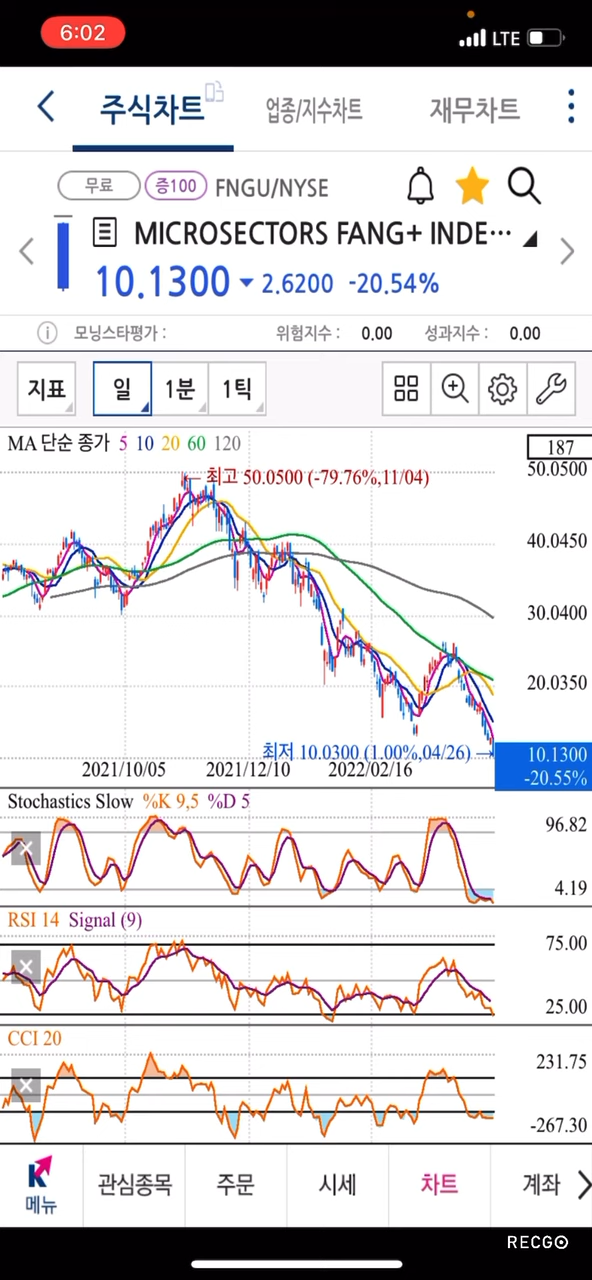 6:02 LTE
주식차트 업종/지수차트 재무차트
무료 증100 FNGU/NYSE
MICROSECTORS FANG+ INDE…
10.1300 ▼ 2.6200 -20.54%
모닝스타평가 : 위험지수 : 0.00 성과지수 : 0.00
지표 일 1분 1틱
MA 단순 종가 5 10 20 60 120
187
50.0500
←최고 50.0500 (-79.76%,11/04)
40.0450
30.0400
20.0350
최저 10.0300 (1.00%,04/26) →
10.1300
-20.55%
2021/10/05 2021/12/10 2022/02/16
Stochastics Slow %K 9,5 %D 5
96.82
4.19
RSI 14 Signal (9)
75.00
25.00
CCI 20
231.75
-267.30
K
메뉴 관심종목 주문 시세 차트 계좌
RECGO